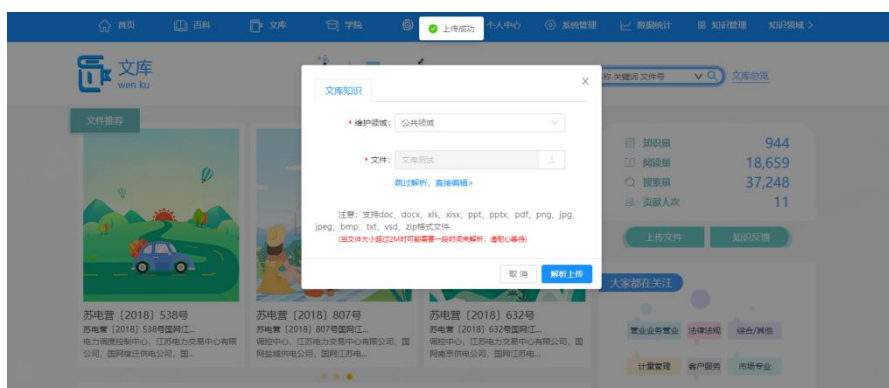 首页 百科 文库 学院 个人中心 系统管理 数据统计 知识管理 知识领域 >
上传成功
文库
wen ku
称 关键词 文件号
文库总览
文件推荐
文库知识
* 维护领域: 公共领域
* 文件: 文库测试
跳过解析，直接编辑>
注意：支持doc、docx、xls、xlsx、ppt、pptx、pdf、png、jpg、
jpeg、bmp、txt、vsd、zip格式文件
(当文件大小超过2M时可能需要一段时间来解析，请耐心等待)
取 消
解析上传
知识量 944
阅读量 18,659
搜索量 37,248
贡献人次 11
上传文件
知识反馈
大家都在关注
营业业务营业 法律法规 综合/其他
计量管理 客户服务 市场专业
苏电营〔2018〕538号
苏电营〔2018〕538号国网江...
电力调度控制中心，江苏电力交易中心有限
公司，国网宿迁供电公司，国...
苏电营〔2018〕807号
苏电营〔2018〕807号国网江...
调控中心，江苏电力交易中心有限公司，国
网盐城供电公司，国网江苏电...
苏电营〔2018〕632号
苏电营〔2018〕632号国网江...
调控中心，江苏电力交易中心有限公司，国
网南京供电公司，国网江苏电...